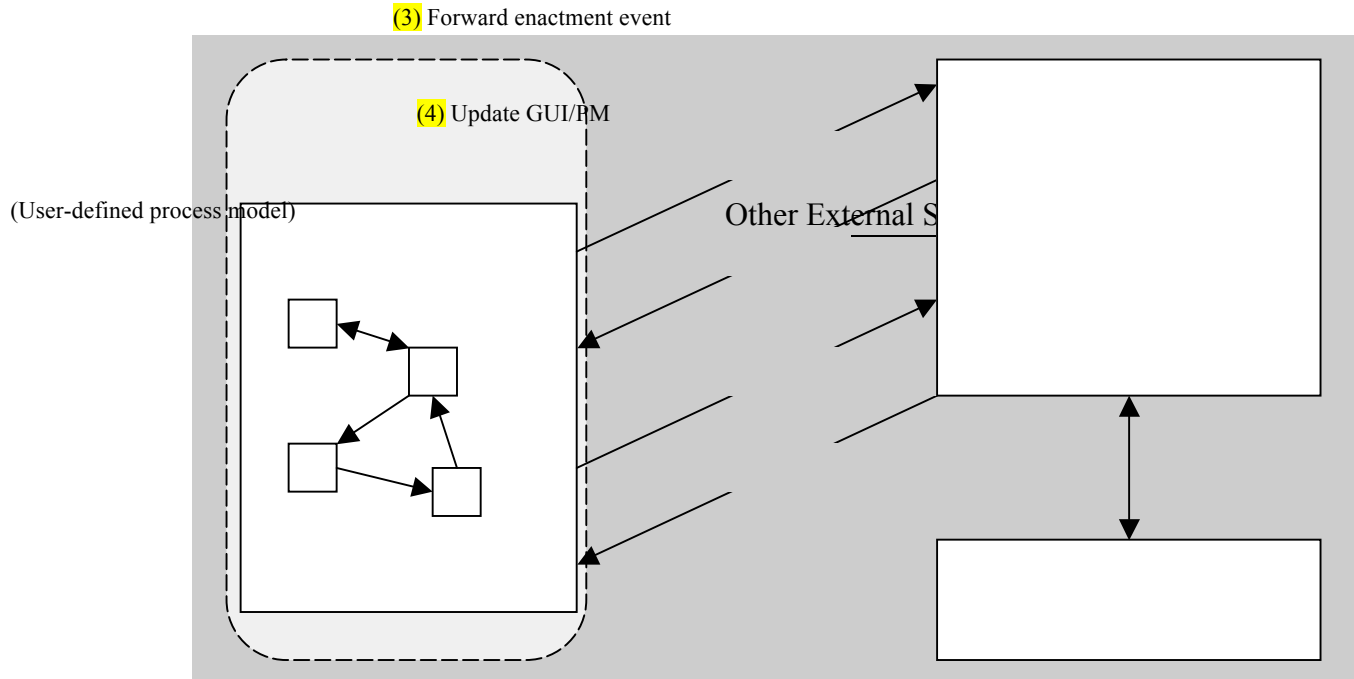 (3) Forward enactment event
(4) Update GUI/PM
(User-defined process model)
Other External S